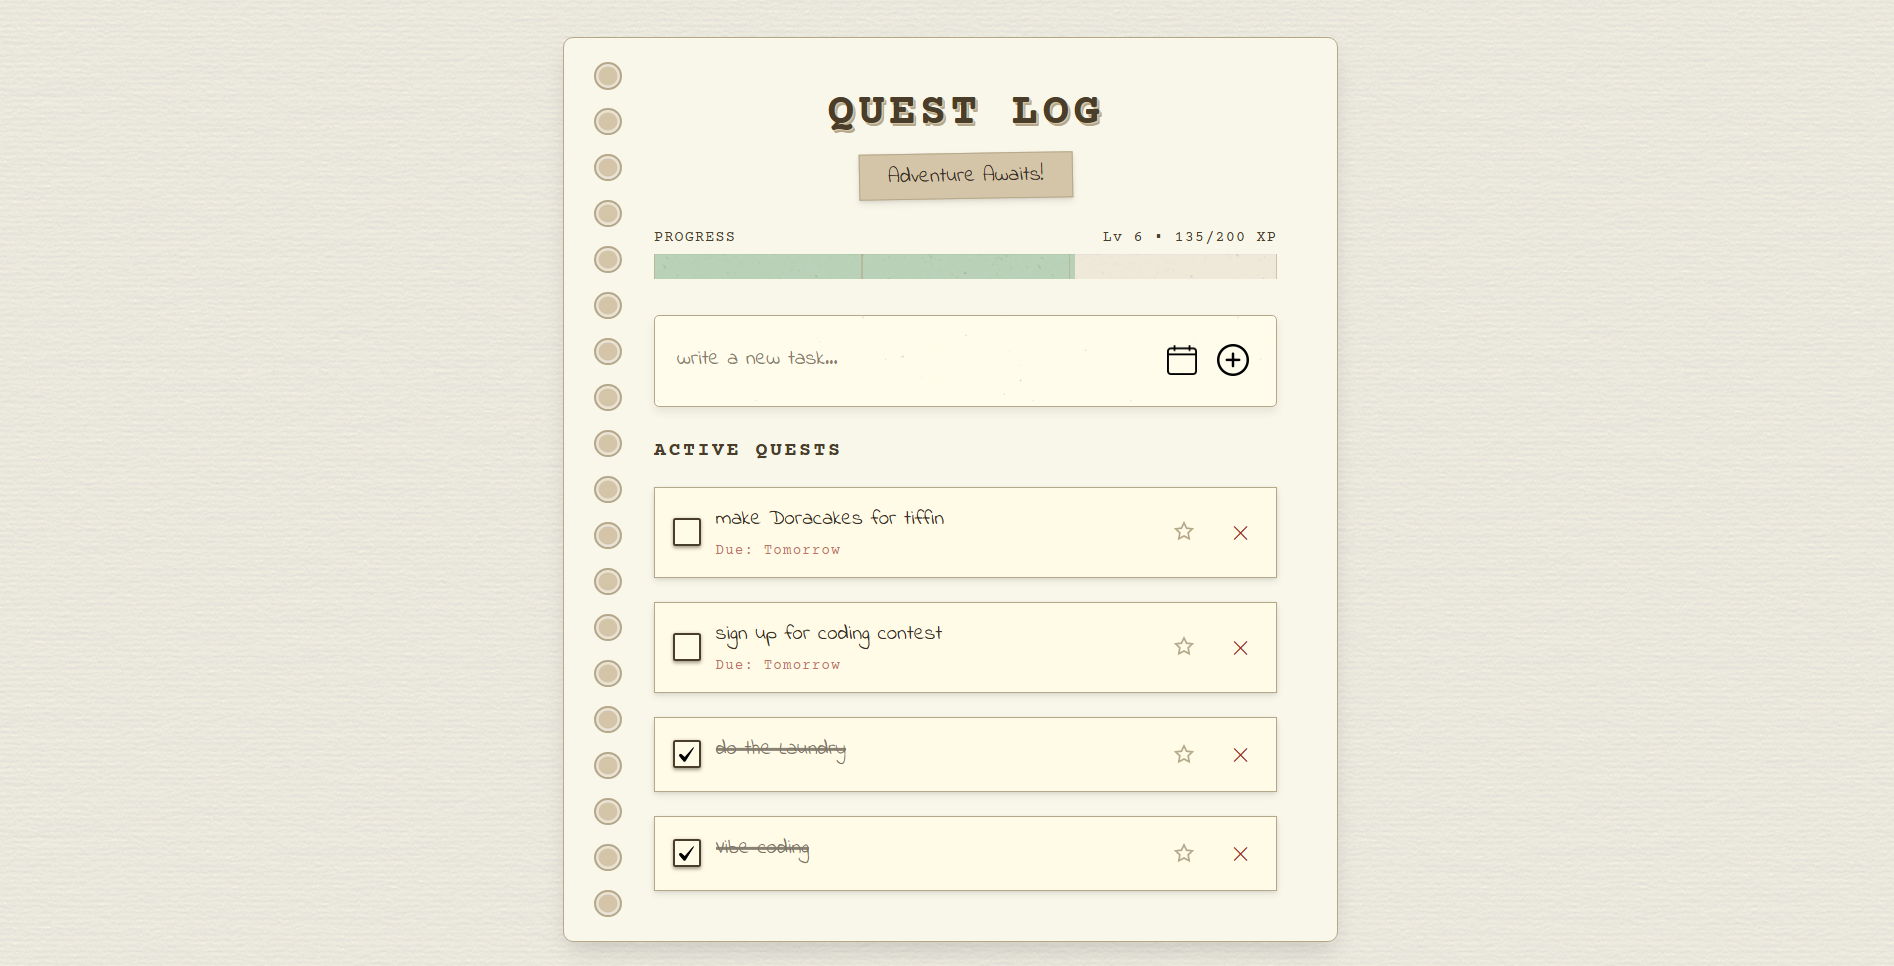 QUEST LOG
Adventure Awaits!
PROGRESS
Lv 6 • 135/200 XP
write a new task...
ACTIVE QUESTS
make Doracakes for tiffin
Due: Tomorrow
sign up for coding contest
Due: Tomorrow
do the laundry
Vibe coding